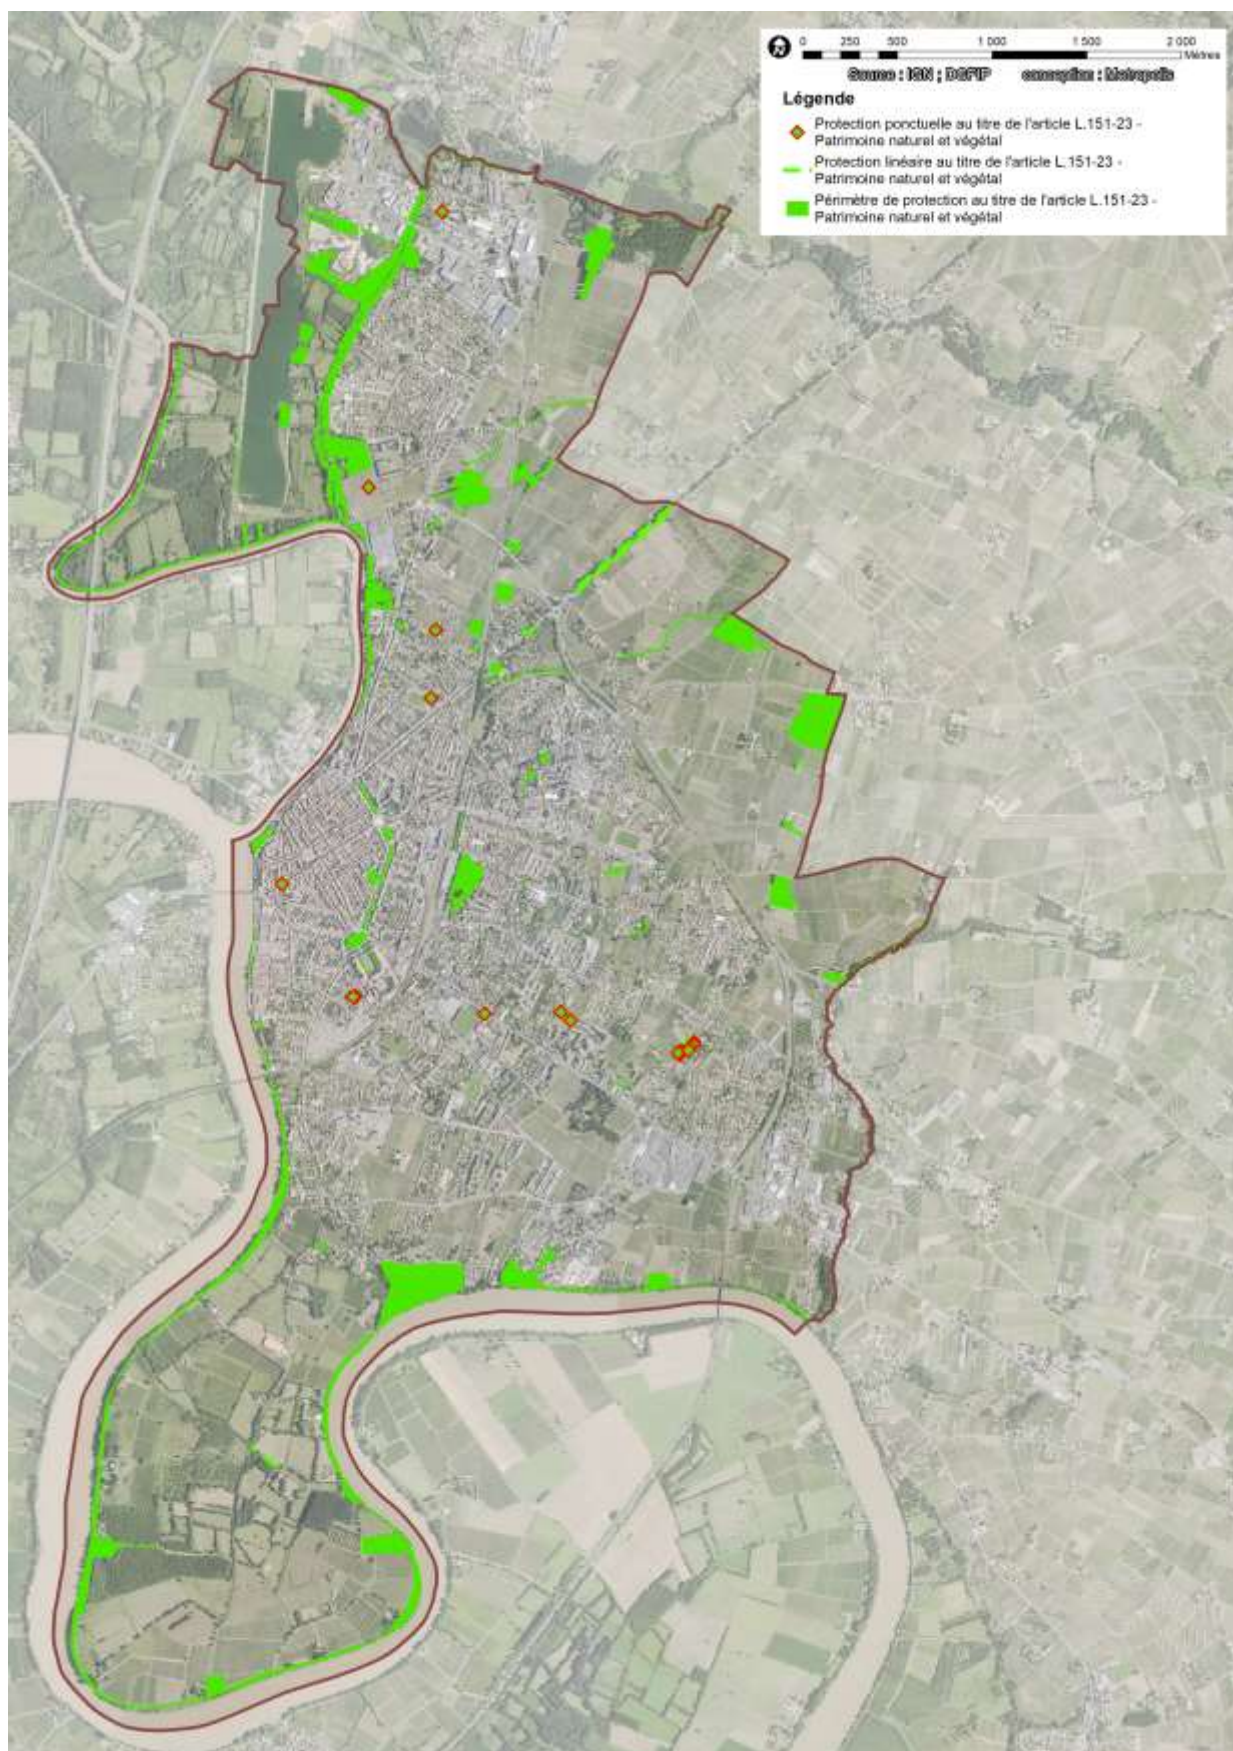 N
0 250 500 1 000 1 500 2 000
Mètres
Source : IGN ; DGFIP conception : Metropolis
Légende
Protection ponctuelle au titre de l'article L.151-23 -
Patrimoine naturel et végétal
Protection linéaire au titre de l'article L.151-23 -
Patrimoine naturel et végétal
Périmètre de protection au titre de l'article L.151-23 -
Patrimoine naturel et végétal